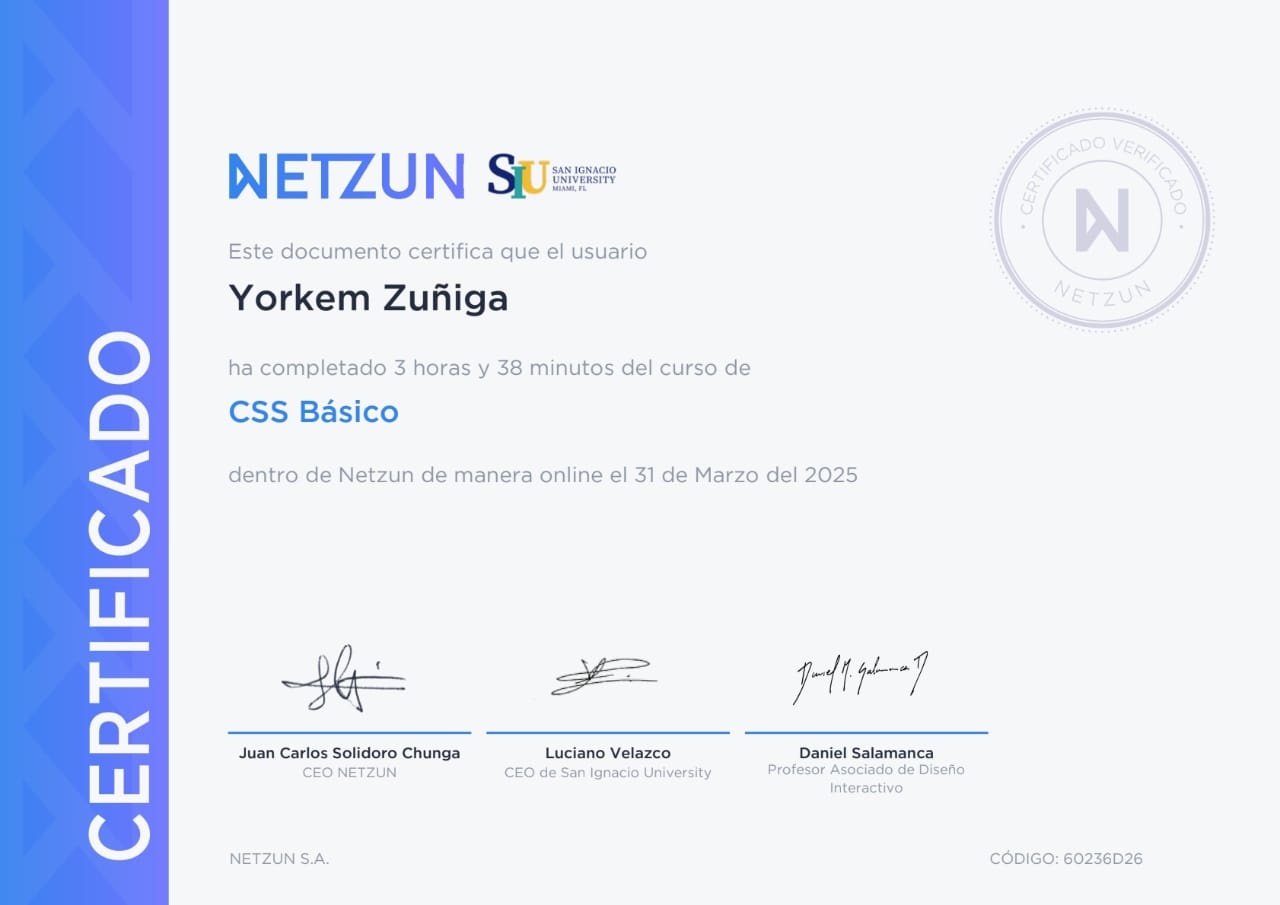 CERTIFICADO
NETZUN
SIU SAN IGNACIO
UNIVERSITY
MIAMI, FL
CERTIFICADO VERIFICADO
N
NETZUN
Este documento certifica que el usuario
Yorkem Zuñiga
ha completado 3 horas y 38 minutos del curso de
CSS Básico
dentro de Netzun de manera online el 31 de Marzo del 2025
Daniel M. Salamanca D
Juan Carlos Solidoro Chunga
CEO NETZUN
Luciano Velazco
CEO de San Ignacio University
Daniel Salamanca
Profesor Asociado de Diseño
Interactivo
NETZUN S.A.
CÓDIGO: 60236D26